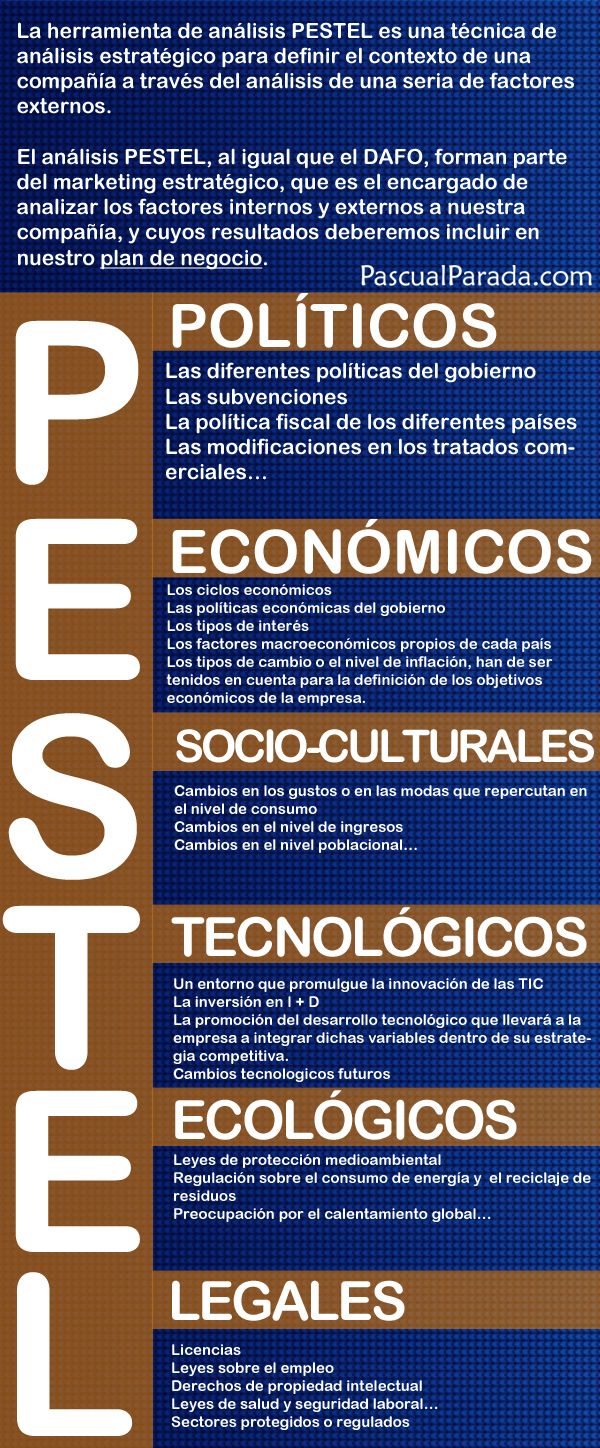 La herramienta de análisis PESTEL es una técnica de
análisis estratégico para definir el contexto de una
compañía a través del análisis de una seria de factores
externos.
El análisis PESTEL, al igual que el DAFO, forman parte
del marketing estratégico, que es el encargado de
analizar los factores internos y externos a nuestra
compañía, y cuyos resultados deberemos incluir en
nuestro plan de negocio.
PascualParada.com
P
POLÍTICOS
Las diferentes políticas del gobierno
Las subvenciones
La política fiscal de los diferentes países
Las modificaciones en los tratados com-
erciales...
E
ECONÓMICOS
Los ciclos económicos
Las políticas económicas del gobierno
Los tipos de interés
Los factores macroeconómicos propios de cada país
Los tipos de cambio o el nivel de inflación, han de ser
tenidos en cuenta para la definición de los objetivos
económicos de la empresa.
S
SOCIO-CULTURALES
Cambios en los gustos o en las modas que repercutan en
el nivel de consumo
Cambios en el nivel de ingresos
Cambios en el nivel poblacional...
T
TECNOLÓGICOS
Un entorno que promulgue la innovación de las TIC
La inversión en I + D
La promoción del desarrollo tecnológico que llevará a la
empresa a integrar dichas variables dentro de su estrate-
gia competitiva.
Cambios tecnologicos futuros
E
ECOLÓGICOS
Leyes de protección medioambiental
Regulación sobre el consumo de energía y el reciclaje de
residuos
Preocupación por el calentamiento global...
L
LEGALES
Licencias
Leyes sobre el empleo
Derechos de propiedad intelectual
Leyes de salud y seguridad laboral...
Sectores protegidos o regulados